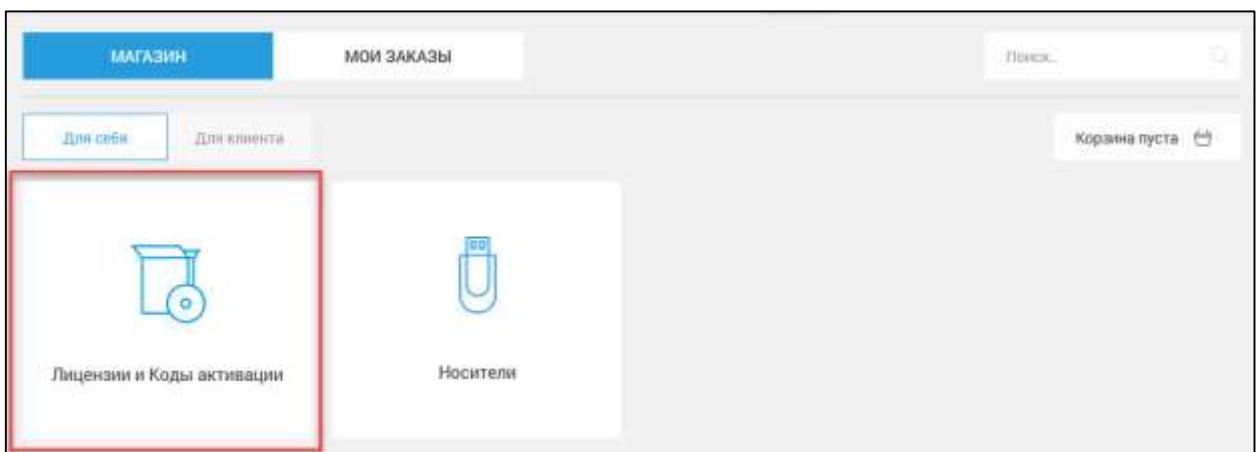 МАГАЗИН МОИ ЗАКАЗЫ Поиск..
Для себя Для клиента Корзина пуста
Лицензии и Коды активации Носители